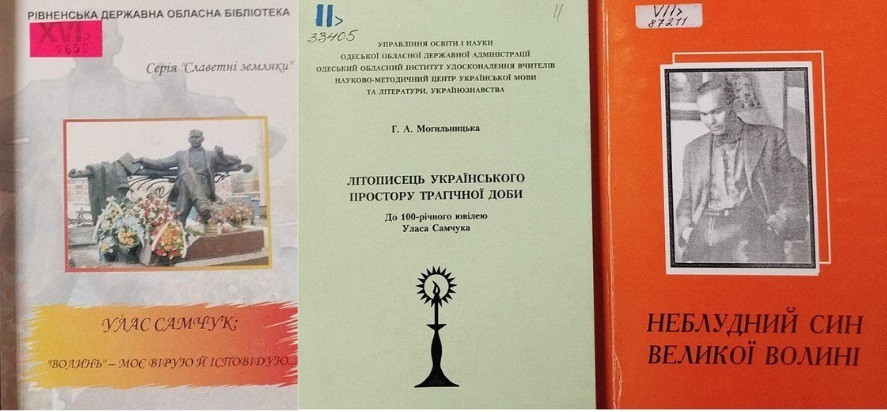 РІВНЕНСЬКА ДЕРЖАВНА ОБЛАСНА БІБЛІОТЕКА
XVI>
Серія "Славетні земляки"
УЛАС САМЧУК:
"ВОЛИНЬ" – МОЄ ВІРУЮ Й ІСПОВІДУЮ...
II>
33405
11
УПРАВЛІННЯ ОСВІТИ І НАУКИ
ОДЕСЬКОЇ ОБЛАСНОЇ ДЕРЖАВНОЇ АДМІНІСТРАЦІЇ
ОДЕСЬКИЙ ОБЛАСНИЙ ІНСТИТУТ УДОСКОНАЛЕННЯ ВЧИТЕЛІВ
НАУКОВО-МЕТОДИЧНИЙ ЦЕНТР УКРАЇНСЬКОЇ МОВИ
ТА ЛІТЕРАТУРИ, УКРАЇНОЗНАВСТВА
Г. А. Могильницька
ЛІТОПИСЕЦЬ УКРАЇНСЬКОГО
ПРОСТОРУ ТРАГІЧНОЇ ДОБИ
До 100-річного ювілею
Уласа Самчука
VII>
87211
НЕБЛУДНИЙ СИН
ВЕЛИКОЇ ВОЛИНІ